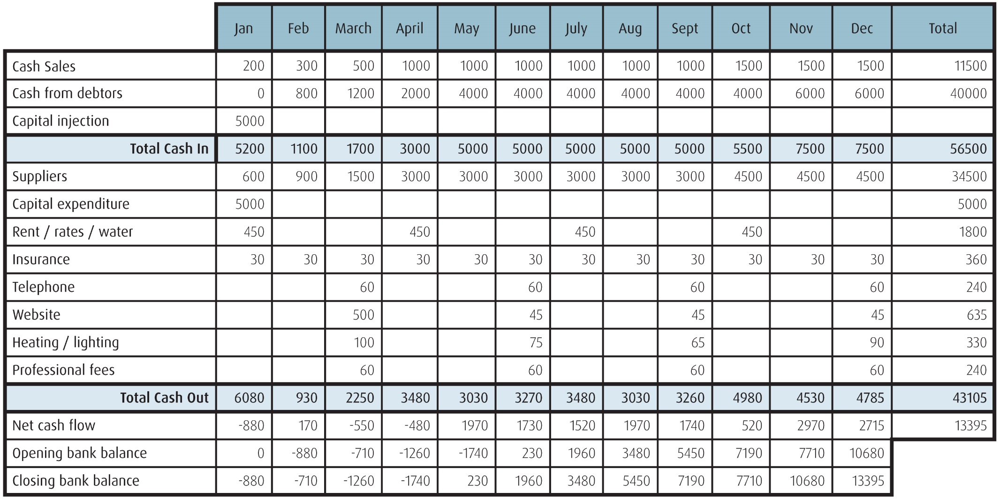 Jan Feb March April May June July Aug Sept Oct Nov Dec Total
Cash Sales 200 300 500 1000 1000 1000 1000 1000 1000 1500 1500 1500 11500
Cash from debtors 0 800 1200 2000 4000 4000 4000 4000 4000 4000 6000 6000 40000
Capital injection 5000
Total Cash In 5200 1100 1700 3000 5000 5000 5000 5000 5000 5500 7500 7500 56500
Suppliers 600 900 1500 3000 3000 3000 3000 3000 3000 4500 4500 4500 34500
Capital expenditure 5000 5000
Rent / rates / water 450 450 450 450 1800
Insurance 30 30 30 30 30 30 30 30 30 30 30 30 360
Telephone 60 60 60 60 240
Website 500 45 45 45 635
Heating / lighting 100 75 65 90 330
Professional fees 60 60 60 60 240
Total Cash Out 6080 930 2250 3480 3030 3270 3480 3030 3260 4980 4530 4785 43105
Net cash flow -880 170 -550 -480 1970 1730 1520 1970 1740 520 2970 2715 13395
Opening bank balance 0 -880 -710 -1260 -1740 230 1960 3480 5450 7190 7710 10680
Closing bank balance -880 -710 -1260 -1740 230 1960 3480 5450 7190 7710 10680 13395